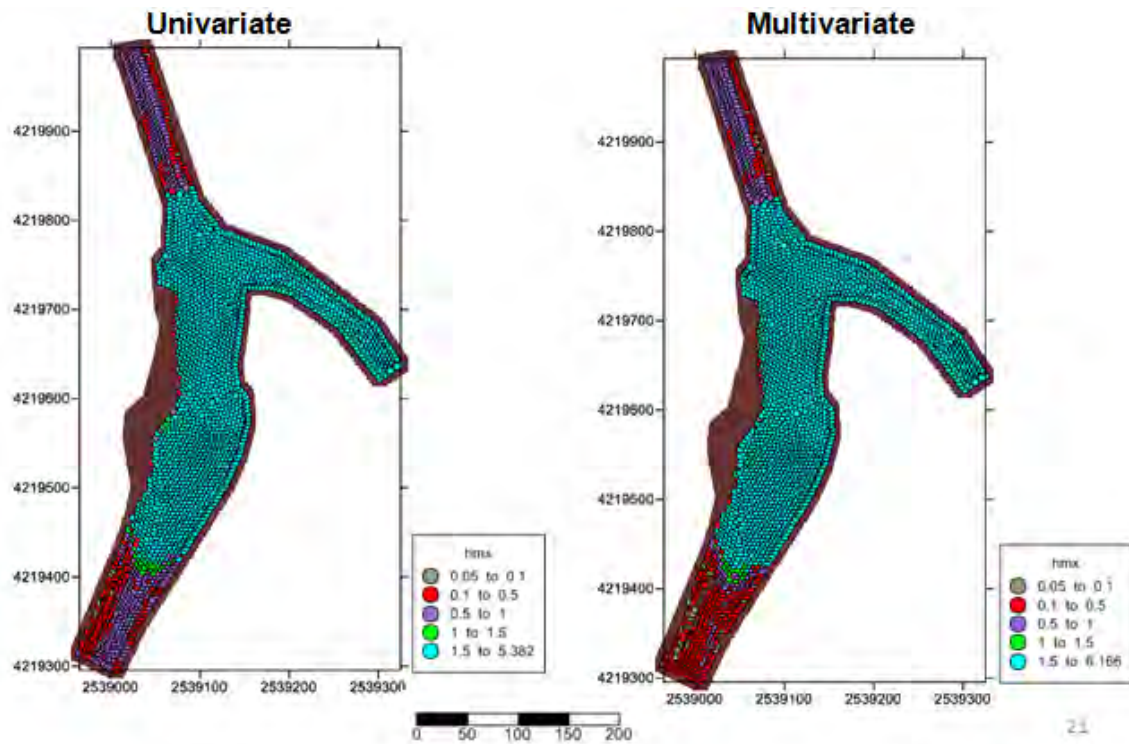 Univariate
Multivariate
4219900
4219800
4219700
4219600
4219500
4219400
4219300
2539000
2539100
2539200
2539300
hmx
0.05 to 0.1
0.1 to 0.5
0.5 to 1
1 to 1.5
1.5 to 5.382
4219900
4219800
4219700
4219600
4219500
4219400
4219300
2539000
2539100
2539200
2539300
hmx
0.05 to 0.1
0.1 to 0.5
0.5 to 1
1 to 1.5
1.5 to 6.166
0 50 100 150 200
21